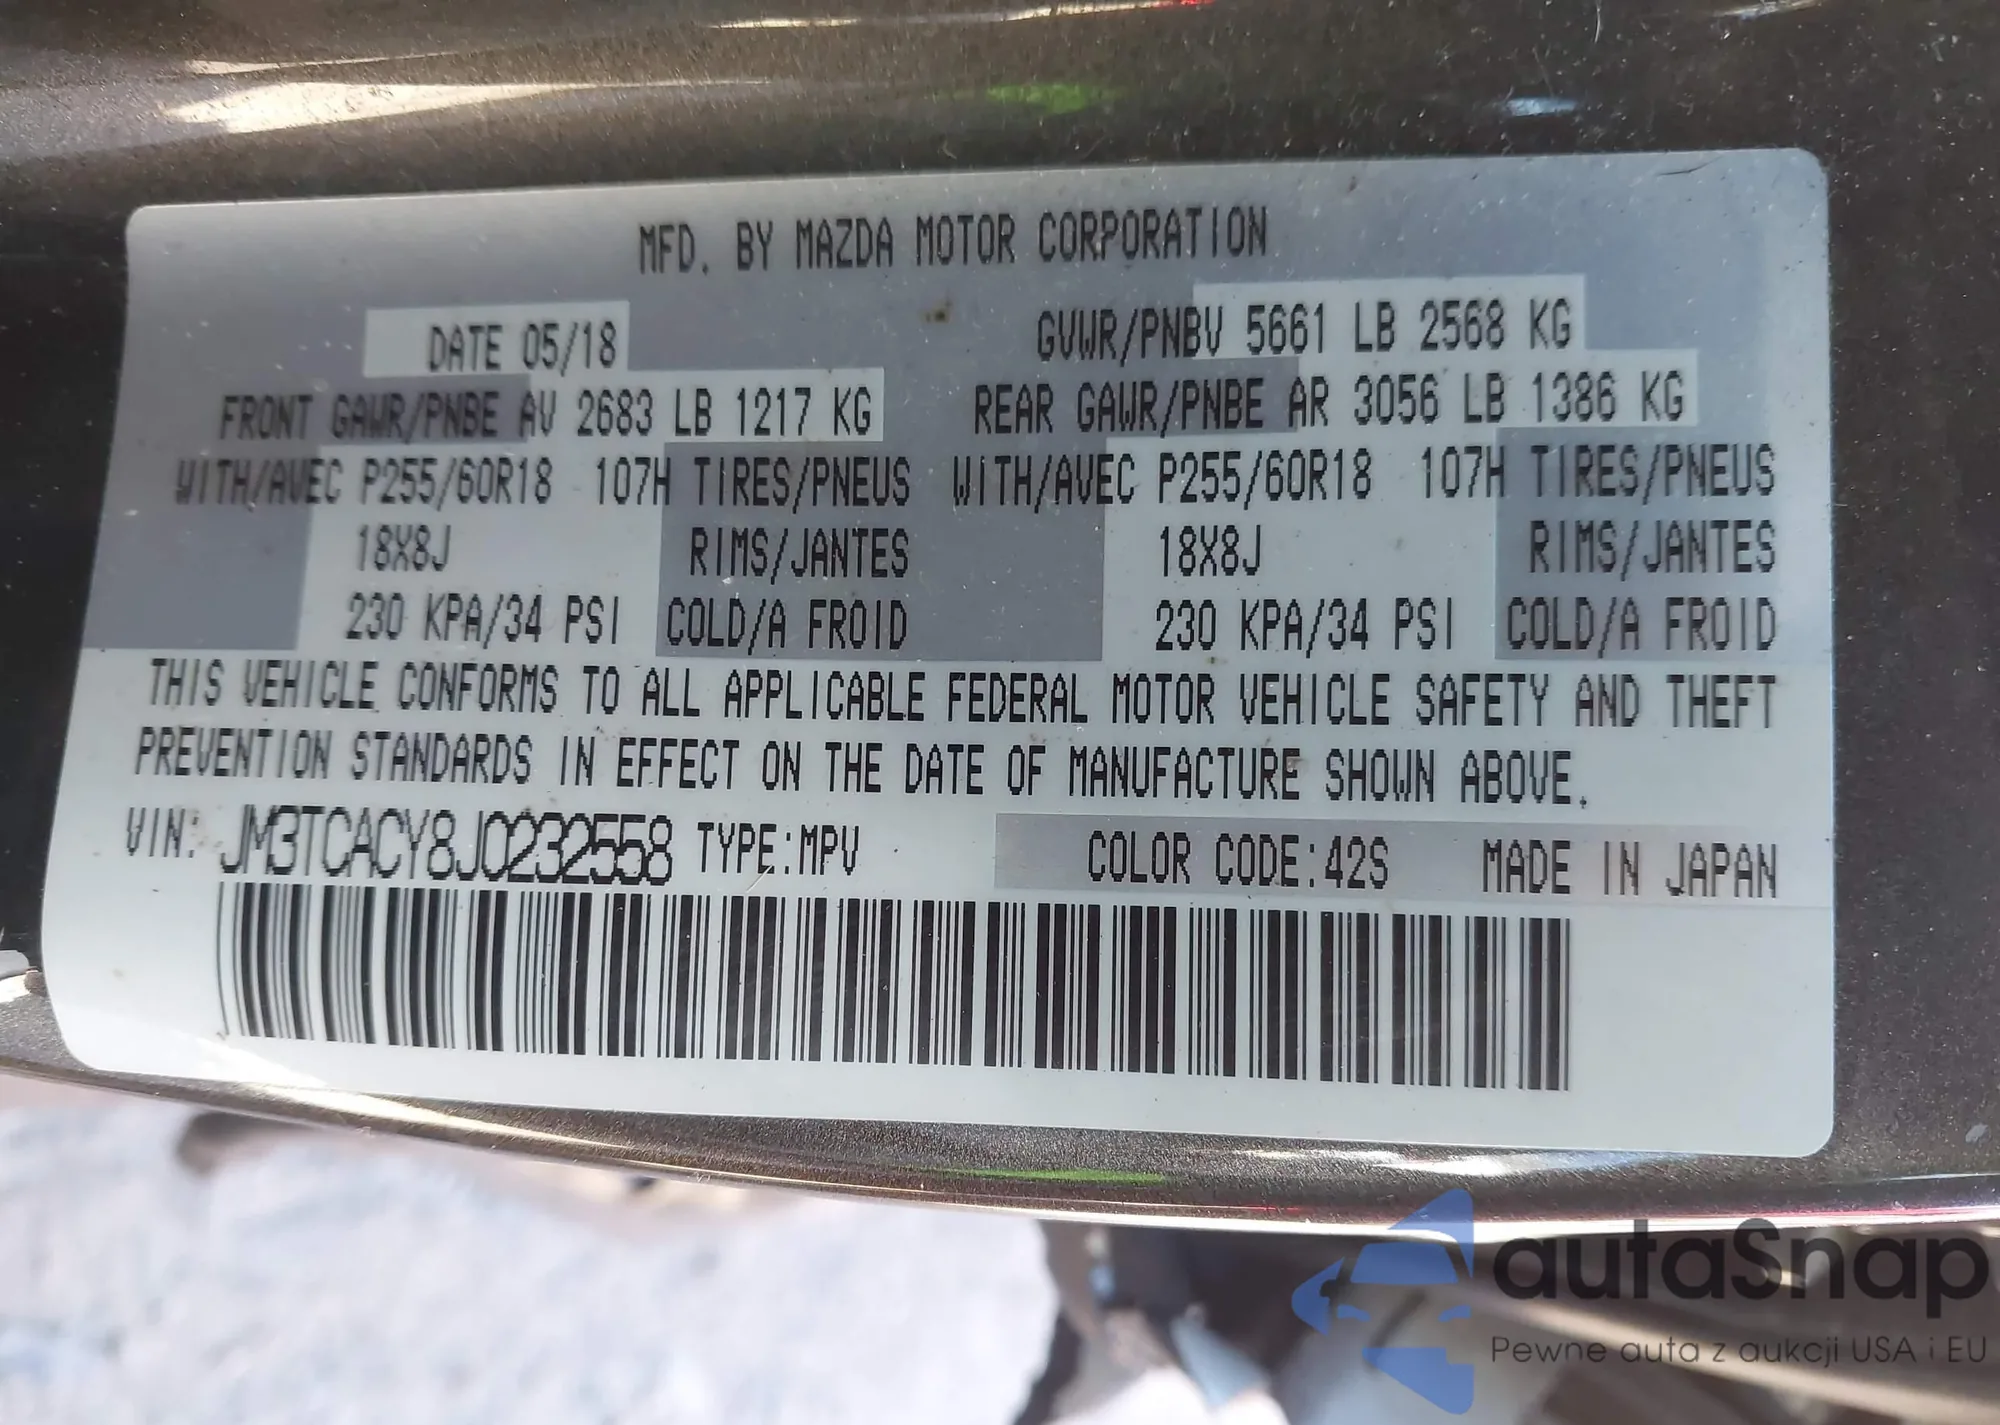 MFD. BY MAZDA MOTOR CORPORATION
DATE 05/18 GVWR/PNBV 5661 LB 2568 KG
FRONT GAWR/PNBE AV 2683 LB 1217 KG REAR GAWR/PNBE AR 3056 LB 1386 KG
WITH/AVEC P255/60R18 107H TIRES/PNEUS WITH/AVEC P255/60R18 107H TIRES/PNEUS
18X8J RIMS/JANTES 18X8J RIMS/JANTES
230 KPA/34 PSI COLD/A FROID 230 KPA/34 PSI COLD/A FROID
THIS VEHICLE CONFORMS TO ALL APPLICABLE FEDERAL MOTOR VEHICLE SAFETY AND THEFT
PREVENTION STANDARDS IN EFFECT ON THE DATE OF MANUFACTURE SHOWN ABOVE.
VIN: JM3TCACY8J0232558 TYPE:MPV COLOR CODE:42S MADE IN JAPAN
autaSnap
Pewne auta z aukcji USA i EU